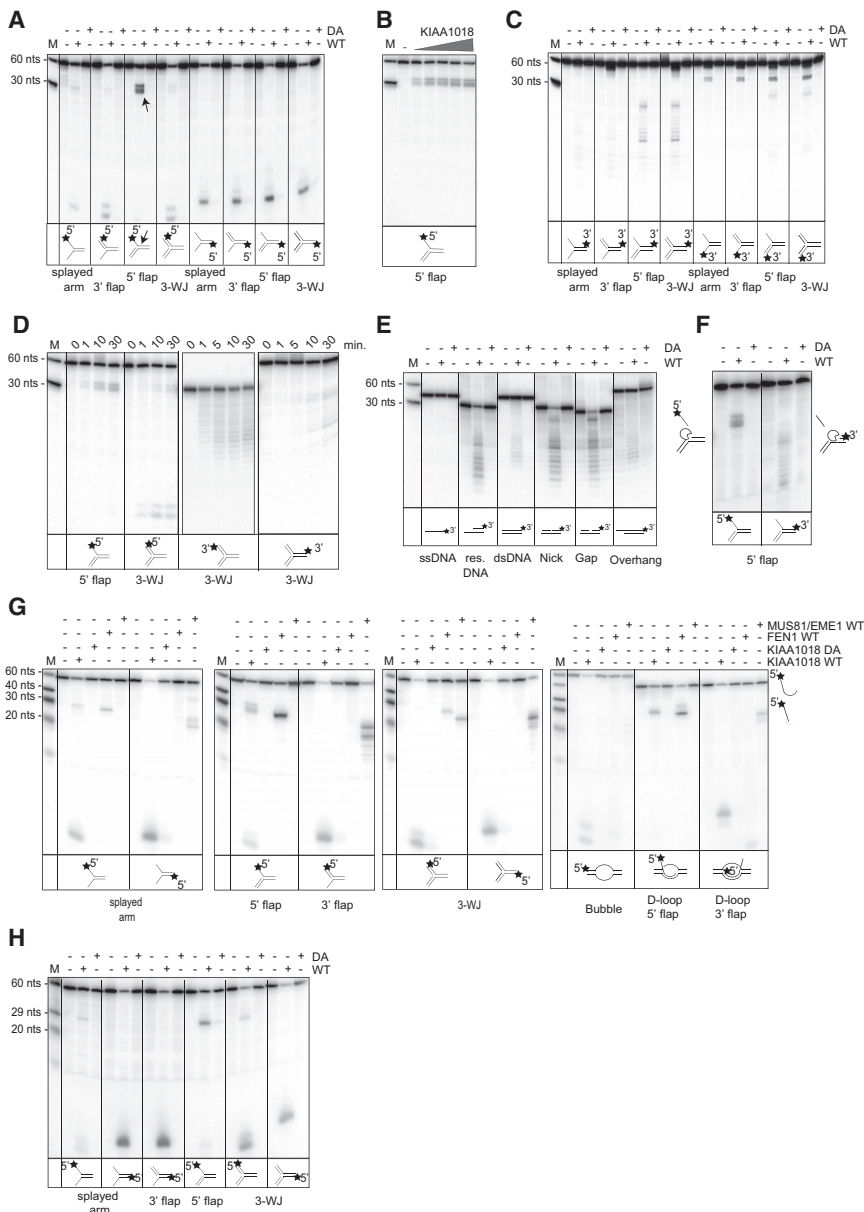 A
- - + - - + - - + - - + - - + - - + - - + - - + DA
M - + - - + - - + - - + - - + - - + - - + - - + - WT
60 nts -
30 nts -
5' 5' 5' 5' 5' 5' 5' 5'
splayed arm 3' flap 5' flap 3-WJ splayed arm 3' flap 5' flap 3-WJ
B
KIAA1018
M -
60 nts -
30 nts -
5'
5' flap
C
- - + - - + - - + - - + - - + - - + - - + - - + DA
M - + - - + - - + - - + - - + - - + - - + - - + - WT
60 nts -
30 nts -
3' 3' 3' 3' 3' 3' 3' 3'
splayed arm 3' flap 5' flap 3-WJ splayed arm 3' flap 5' flap 3-WJ
D
M 0 1 10 30 0 1 10 30 0 1 5 10 30 0 1 10 30 min.
60 nts -
30 nts -
5' 5' 3' 3'
5' flap 3-WJ 3-WJ 3-WJ
E
- - + - - + - - + - - + - - + - - + DA
M - + - - + - - + - - + - - + - - + - WT
60 nts -
30 nts -
3' 3' 3' 3' 3' 3'
ssDNA res. DNA dsDNA Nick Gap Overhang
F
- - + - - + DA
- + - - + - WT
5' 3'
5' 3'
5' flap
G
- - - - + - - - - + - - - - + - - - - + - - - - + - - - - + - - - - + - - - - + - - - - + MUS81/EME1 WT
- - - + - - - - + - - - - + - - - - + - - - - + - - - - + - - - - + - - - - + - - - - + - FEN1 WT
- - + - - - - + - - - - + - - - - + - - - - + - - - - + - - - - + - - - - + - - - - + - - KIAA1018 DA
M - + - - - - + - - - M - + - - - - + - - - M - + - - - - + - - - M - + - - - - + - - - - + - - - KIAA1018 WT
60 nts -
40 nts -
30 nts -
20 nts -
5'
5'
5' 5' 5' 5' 5' 5' 5' 5' 5'
splayed arm 5' flap 3' flap 3-WJ Bubble D-loop 5' flap D-loop 3' flap
H
- - + - - + - - + - - + - - + - - + DA
M - + - - + - - + - - + - - + - - + - WT
60 nts -
29 nts -
20 nts -
5' 5' 5' 5' 5' 5'
splayed arm 3' flap 5' flap 3-WJ